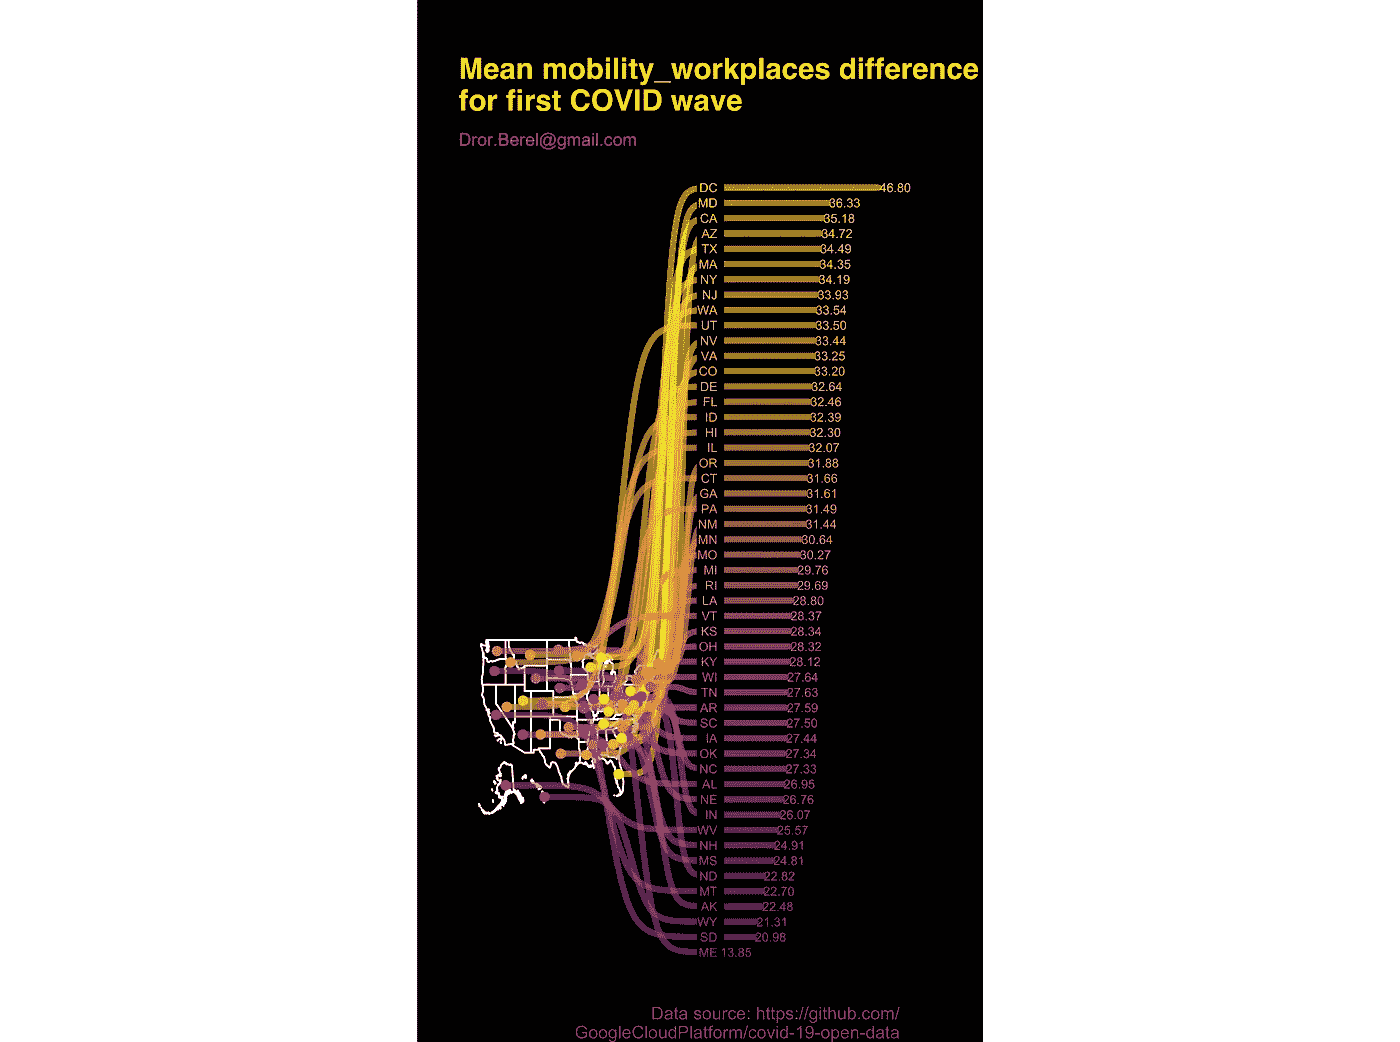 Mean mobility_workplaces difference
for first COVID wave
Dror.Berel@gmail.com
DC 46.80
MD 36.33
CA 35.18
AZ 34.72
TX 34.49
MA 34.35
NY 34.19
NJ 33.93
WA 33.54
UT 33.50
NV 33.44
VA 33.25
CO 33.20
DE 32.64
FL 32.46
ID 32.39
HI 32.30
IL 32.07
OR 31.88
CT 31.66
GA 31.61
PA 31.49
NM 31.44
MN 30.64
MO 30.27
MI 29.76
RI 29.69
LA 28.80
VT 28.37
KS 28.34
OH 28.32
KY 28.12
WI 27.64
TN 27.63
AR 27.59
SC 27.50
IA 27.44
OK 27.34
NC 27.33
AL 26.95
NE 26.76
IN 26.07
WV 25.57
NH 24.91
MS 24.81
ND 22.82
MT 22.70
AK 22.48
WY 21.31
SD 20.98
ME 13.85
Data source: https://github.com/
GoogleCloudPlatform/covid-19-open-data